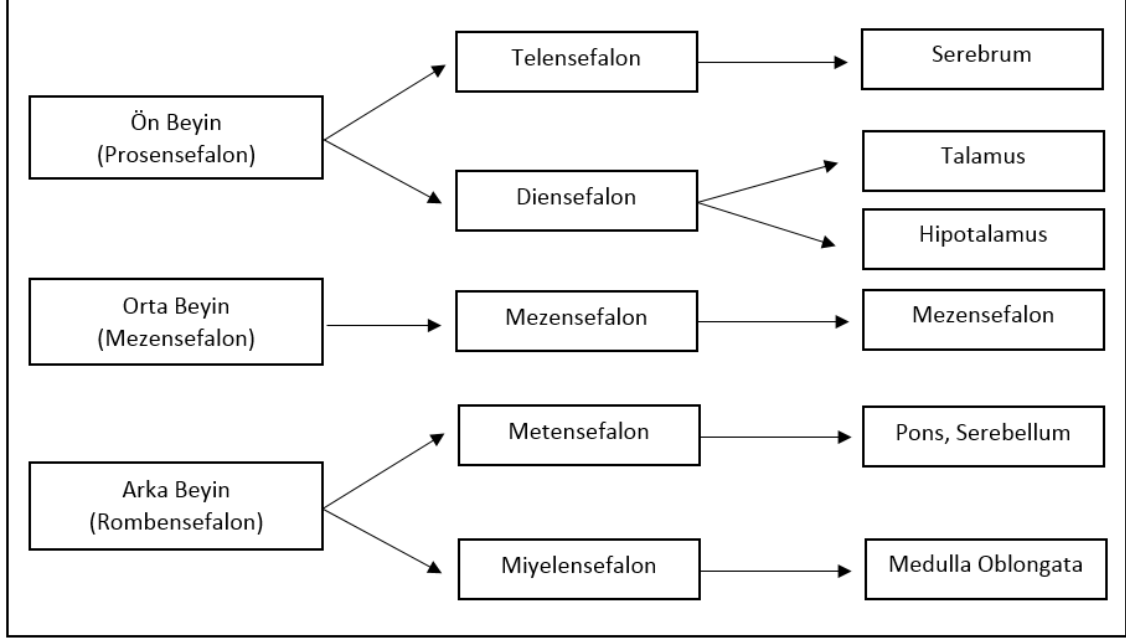 Ön Beyin
(Prosensefalon)
Telensefalon
Serebrum
Diensefalon
Talamus
Hipotalamus
Orta Beyin
(Mezensefalon)
Mezensefalon
Mezensefalon
Arka Beyin
(Rombensefalon)
Metensefalon
Pons, Serebellum
Miyelensefalon
Medulla Oblongata